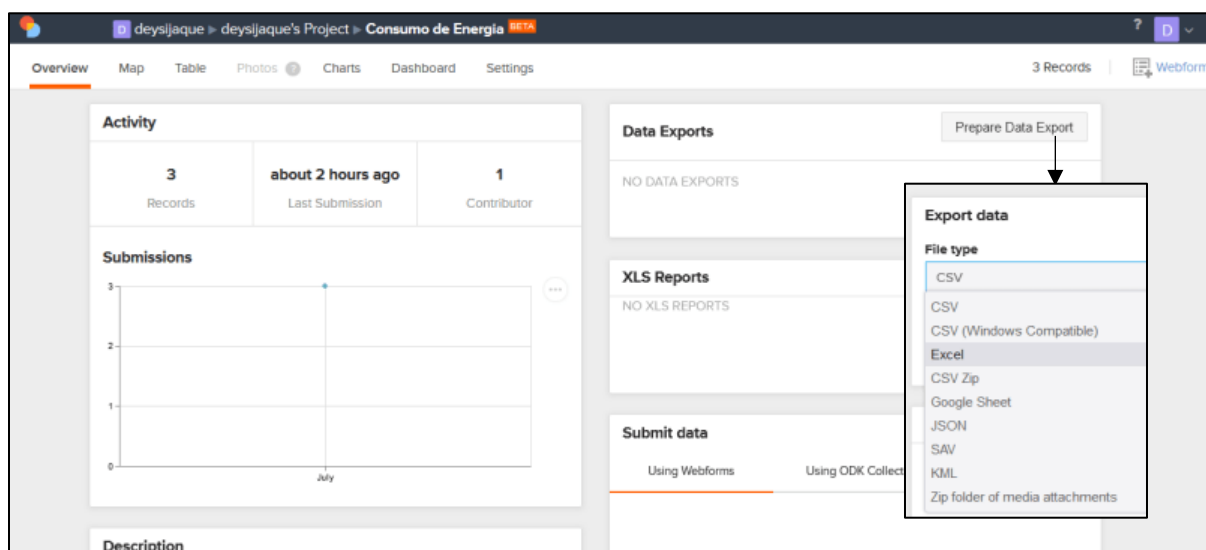 D deysijaque ▸ deysijaque's Project ▸ Consumo de Energia BETA
? D
Overview Map Table Photos ? Charts Dashboard Settings
3 Records Webform
Activity
3 about 2 hours ago 1
Records Last Submission Contributor
Submissions
3
2
1
0
July
Description
Data Exports Prepare Data Export
NO DATA EXPORTS
XLS Reports
NO XLS REPORTS
Submit data
Using Webforms Using ODK Collect
Export data
File type
CSV
CSV
CSV (Windows Compatible)
Excel
CSV Zip
Google Sheet
JSON
SAV
KML
Zip folder of media attachments